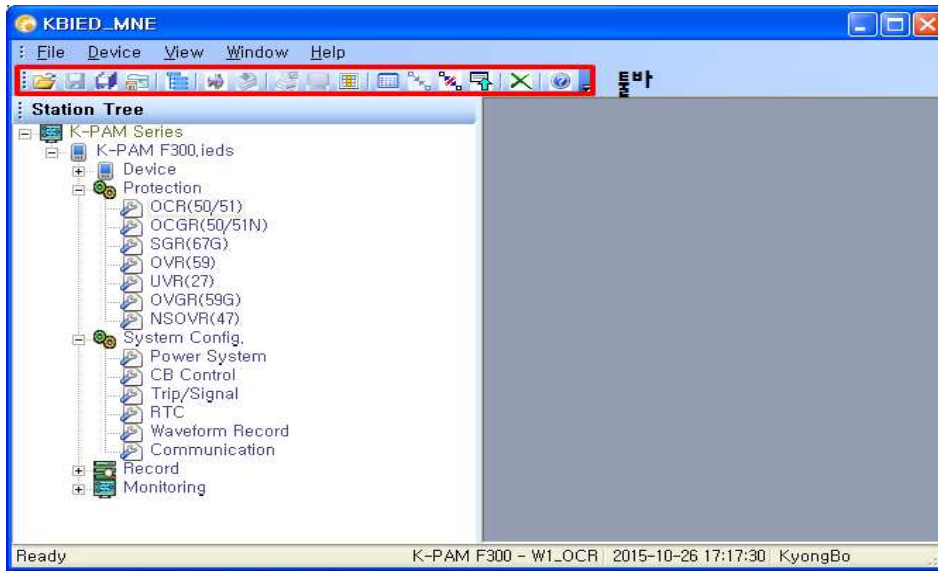 KBIED_MNE
File Device View Window Help
툴바
Station Tree
K-PAM Series
K-PAM F300.ieds
Device
Protection
OCR(50/51)
OCGR(50/51N)
SGR(67G)
OVR(59)
UVR(27)
OVGR(59G)
NSOVR(47)
System Config.
Power System
CB Control
Trip/Signal
RTC
Waveform Record
Communication
Record
Monitoring
Ready K-PAM F300 - W1_OCR 2015-10-26 17:17:30 KyongBo